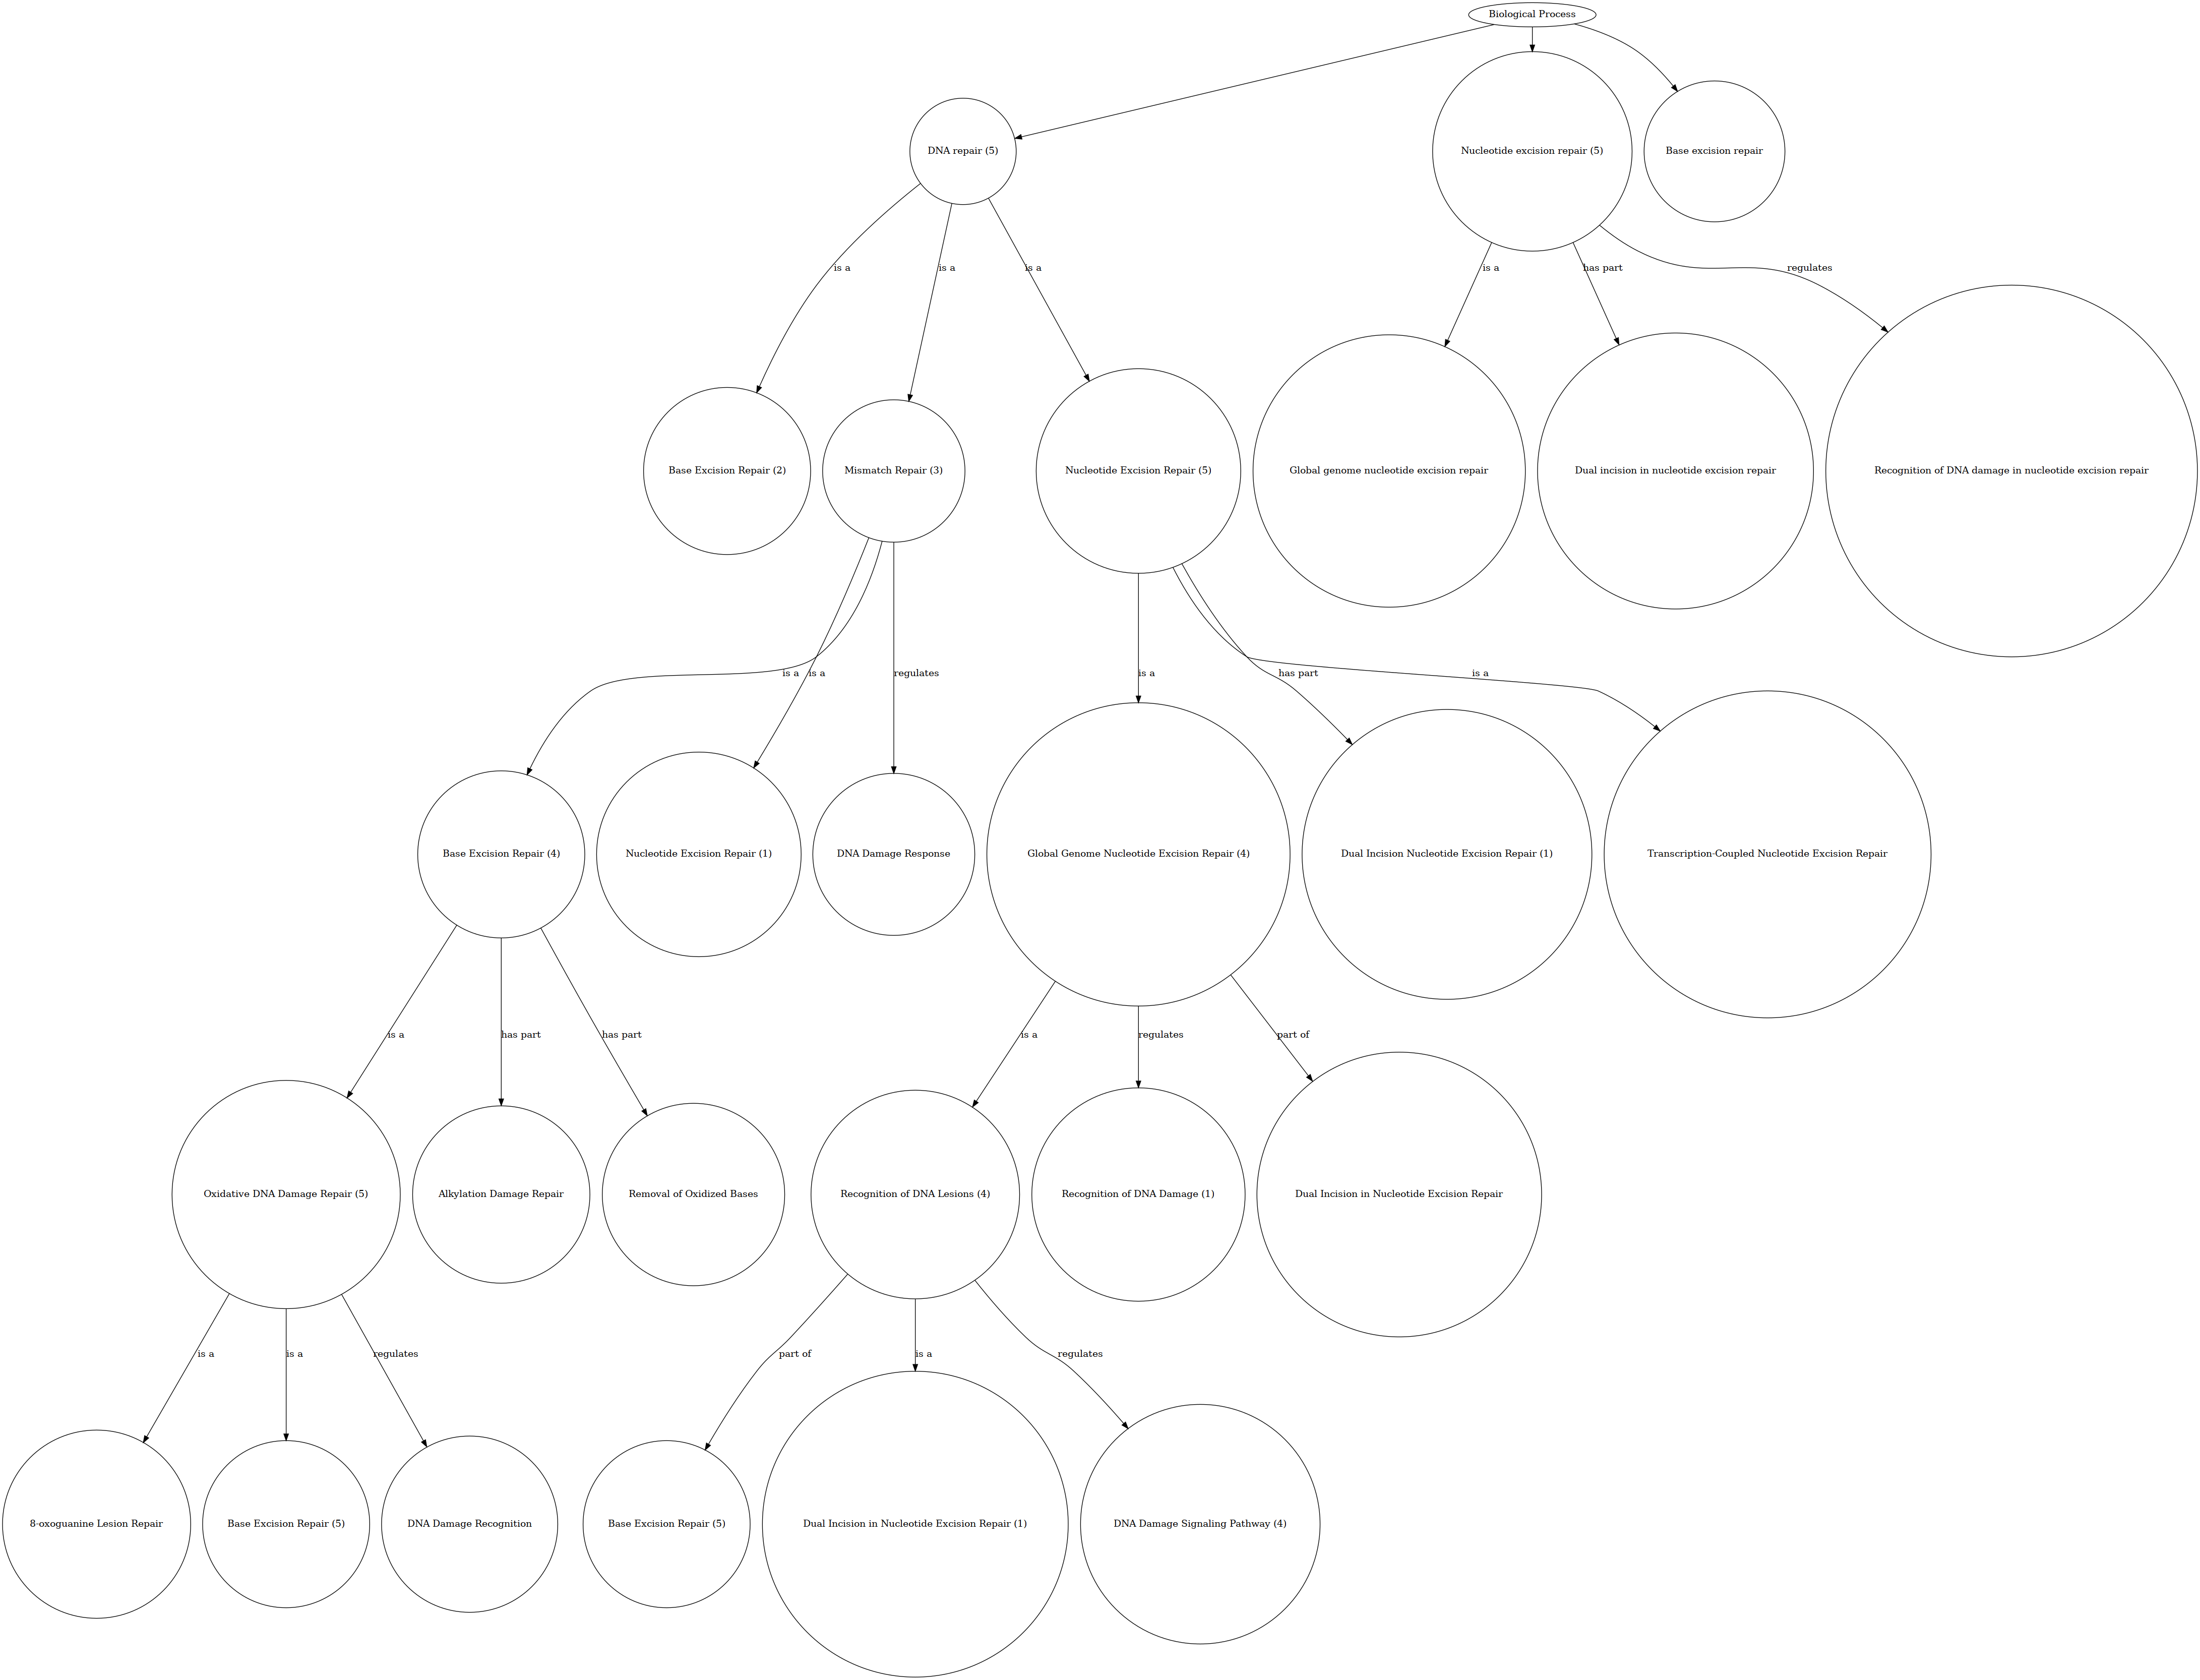 Biological Process
DNA repair (5)
Nucleotide excision repair (5)
Base excision repair
is a
is a
is a
is a
has part
regulates
Base Excision Repair (2)
Mismatch Repair (3)
Nucleotide Excision Repair (5)
Global genome nucleotide excision repair
Dual incision in nucleotide excision repair
Recognition of DNA damage in nucleotide excision repair
is a
is a
regulates
is a
has part
is a
Base Excision Repair (4)
Nucleotide Excision Repair (1)
DNA Damage Response
Global Genome Nucleotide Excision Repair (4)
Dual Incision Nucleotide Excision Repair (1)
Transcription-Coupled Nucleotide Excision Repair
is a
has part
has part
is a
regulates
part of
Oxidative DNA Damage Repair (5)
Alkylation Damage Repair
Removal of Oxidized Bases
Recognition of DNA Lesions (4)
Recognition of DNA Damage (1)
Dual Incision in Nucleotide Excision Repair
is a
is a
regulates
part of
is a
regulates
8-oxoguanine Lesion Repair
Base Excision Repair (5)
DNA Damage Recognition
Base Excision Repair (5)
Dual Incision in Nucleotide Excision Repair (1)
DNA Damage Signaling Pathway (4)